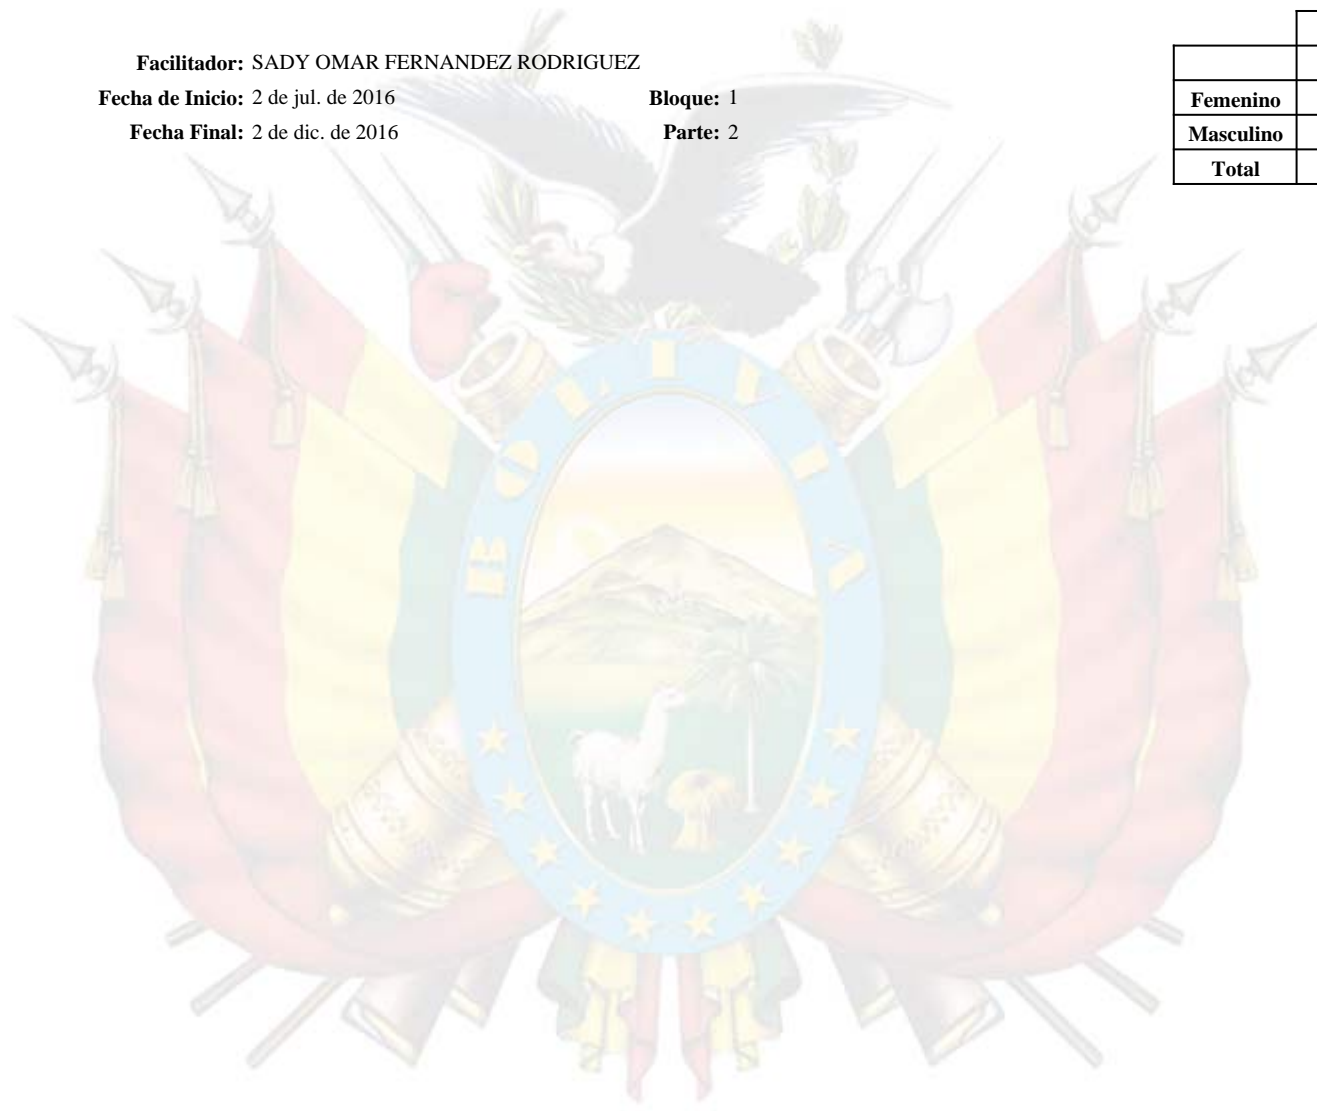 Facilitador: SADY OMAR FERNANDEZ RODRIGUEZ
Fecha de Inicio: 2 de jul. de 2016 Bloque: 1
Fecha Final: 2 de dic. de 2016 Parte: 2
Femenino
Masculino
Total
BOLIVIA